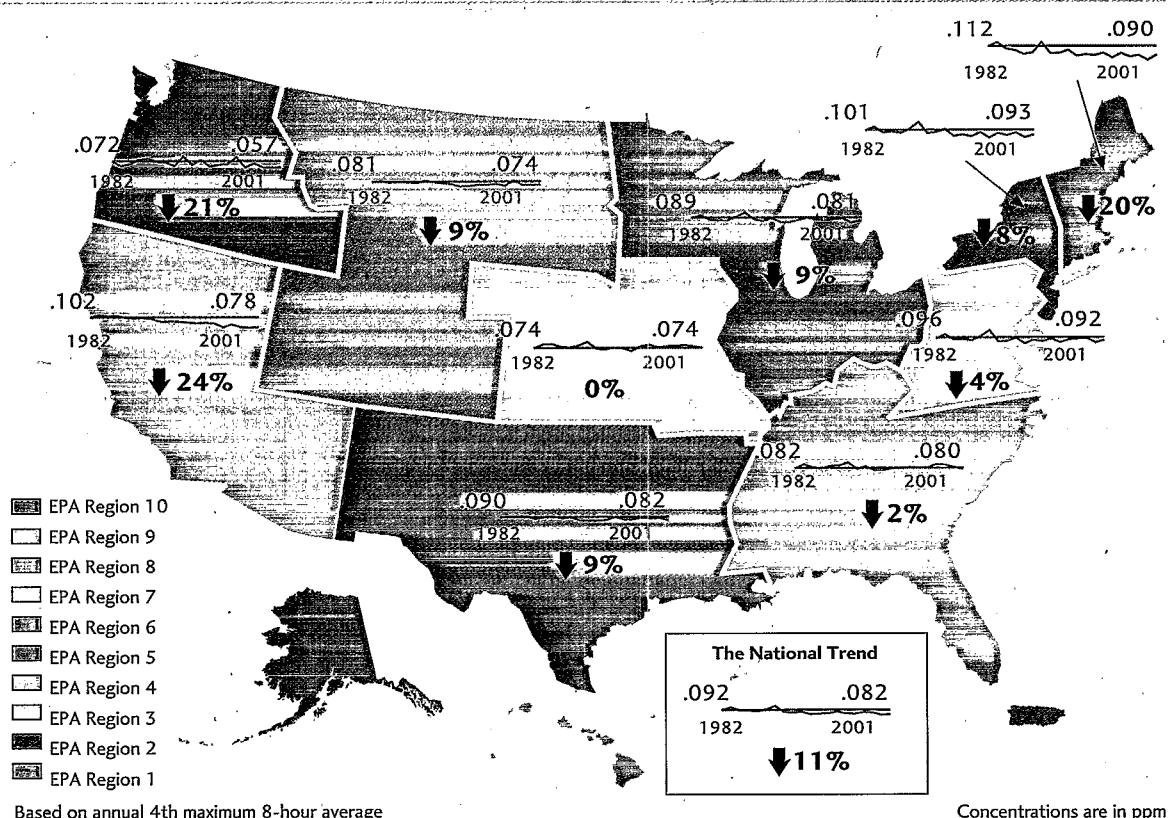 .112 .090
1982 2001
.101 .093
1982 2001
.072 .057
1982 2001
21%
.081 .074
1982 2001
9%
.089 .081
1982 2001
9%
8%
20%
.102 .078
1982 2001
24%
.074 .074
1982 2001
0%
.096 .092
1982 2001
4%
.082 .080
1982 2001
2%
.090 .082
1982 2001
9%
EPA Region 10
EPA Region 9
EPA Region 8
EPA Region 7
EPA Region 6
EPA Region 5
EPA Region 4
EPA Region 3
EPA Region 2
EPA Region 1
The National Trend
.092 .082
1982 2001
11%
Based on annual 4th maximum 8-hour average
Concentrations are in ppm